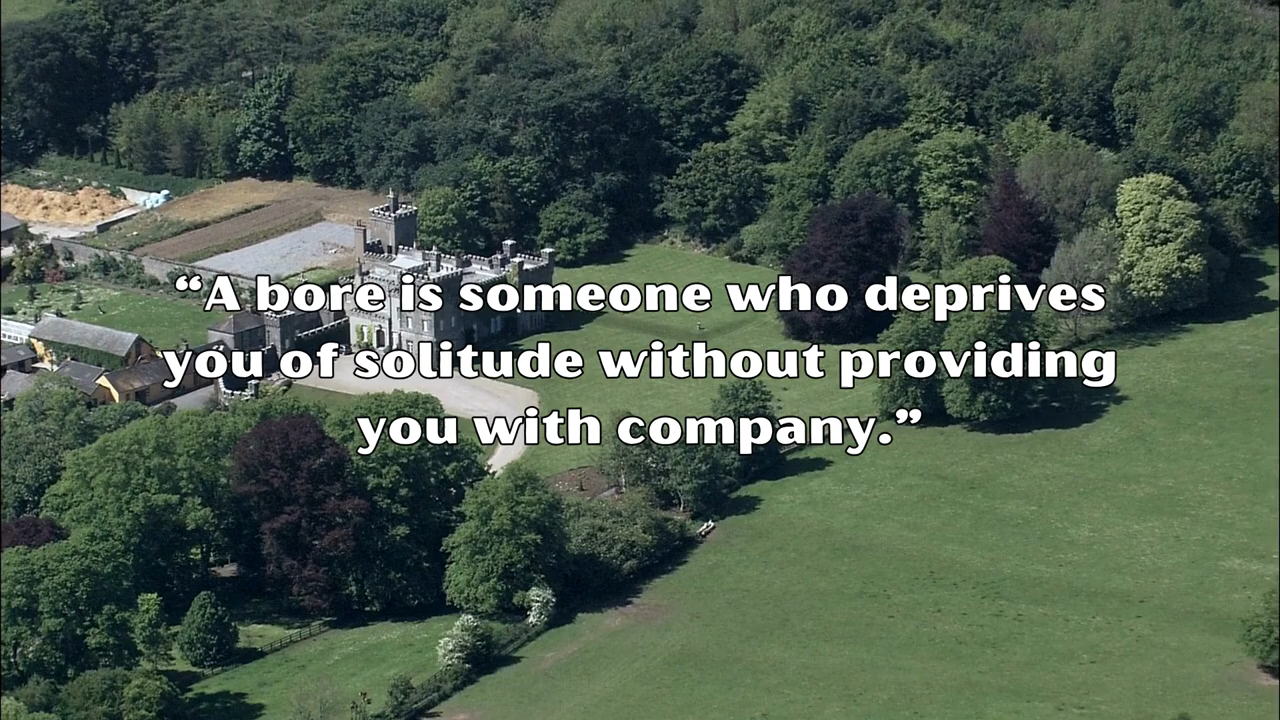 “A bore is someone who deprives
you of solitude without providing
you with company.”